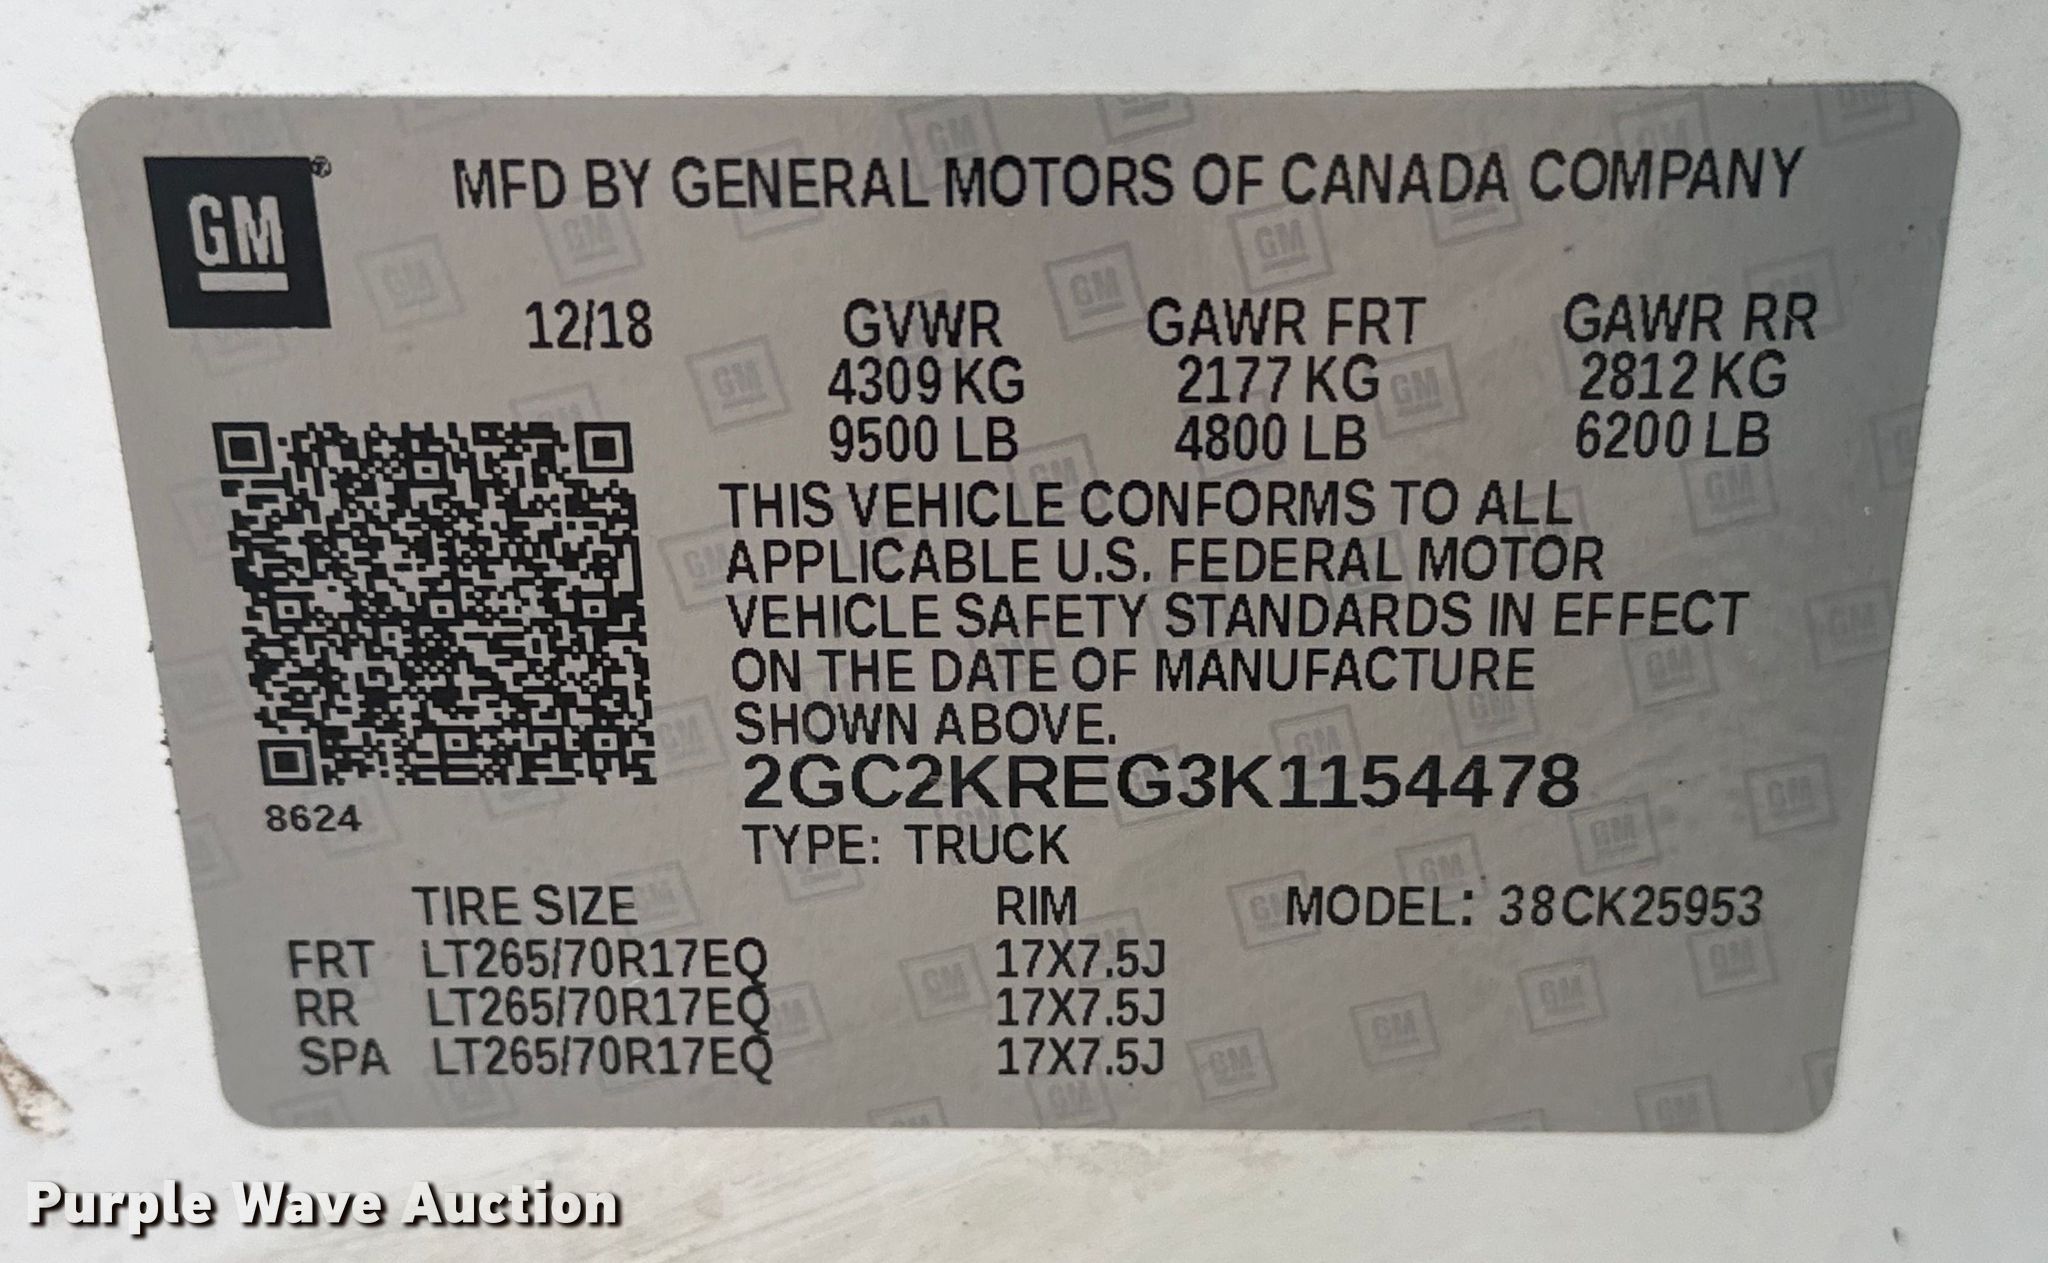 GM
MFD BY GENERAL MOTORS OF CANADA COMPANY
12/18 GVWR GAWR FRT GAWR RR
4309 KG 2177 KG 2812 KG
9500 LB 4800 LB 6200 LB
THIS VEHICLE CONFORMS TO ALL
APPLICABLE U.S. FEDERAL MOTOR
VEHICLE SAFETY STANDARDS IN EFFECT
ON THE DATE OF MANUFACTURE
SHOWN ABOVE.
2GC2KREG3K1154478
8624
TYPE: TRUCK
TIRE SIZE RIM MODEL: 38CK25953
FRT LT265/70R17EQ 17X7.5J
RR LT265/70R17EQ 17X7.5J
SPA LT265/70R17EQ 17X7.5J
Purple Wave Auction